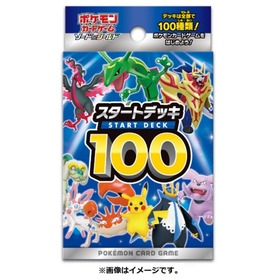 ポケモン
カードゲーム
ソード&シールド
デッキは全部で
100種類!
ポケモンカードゲームを
はじめよう!
スタートデッキ
START DECK
100
POKÉMON CARD GAME
※画像はイメージです。